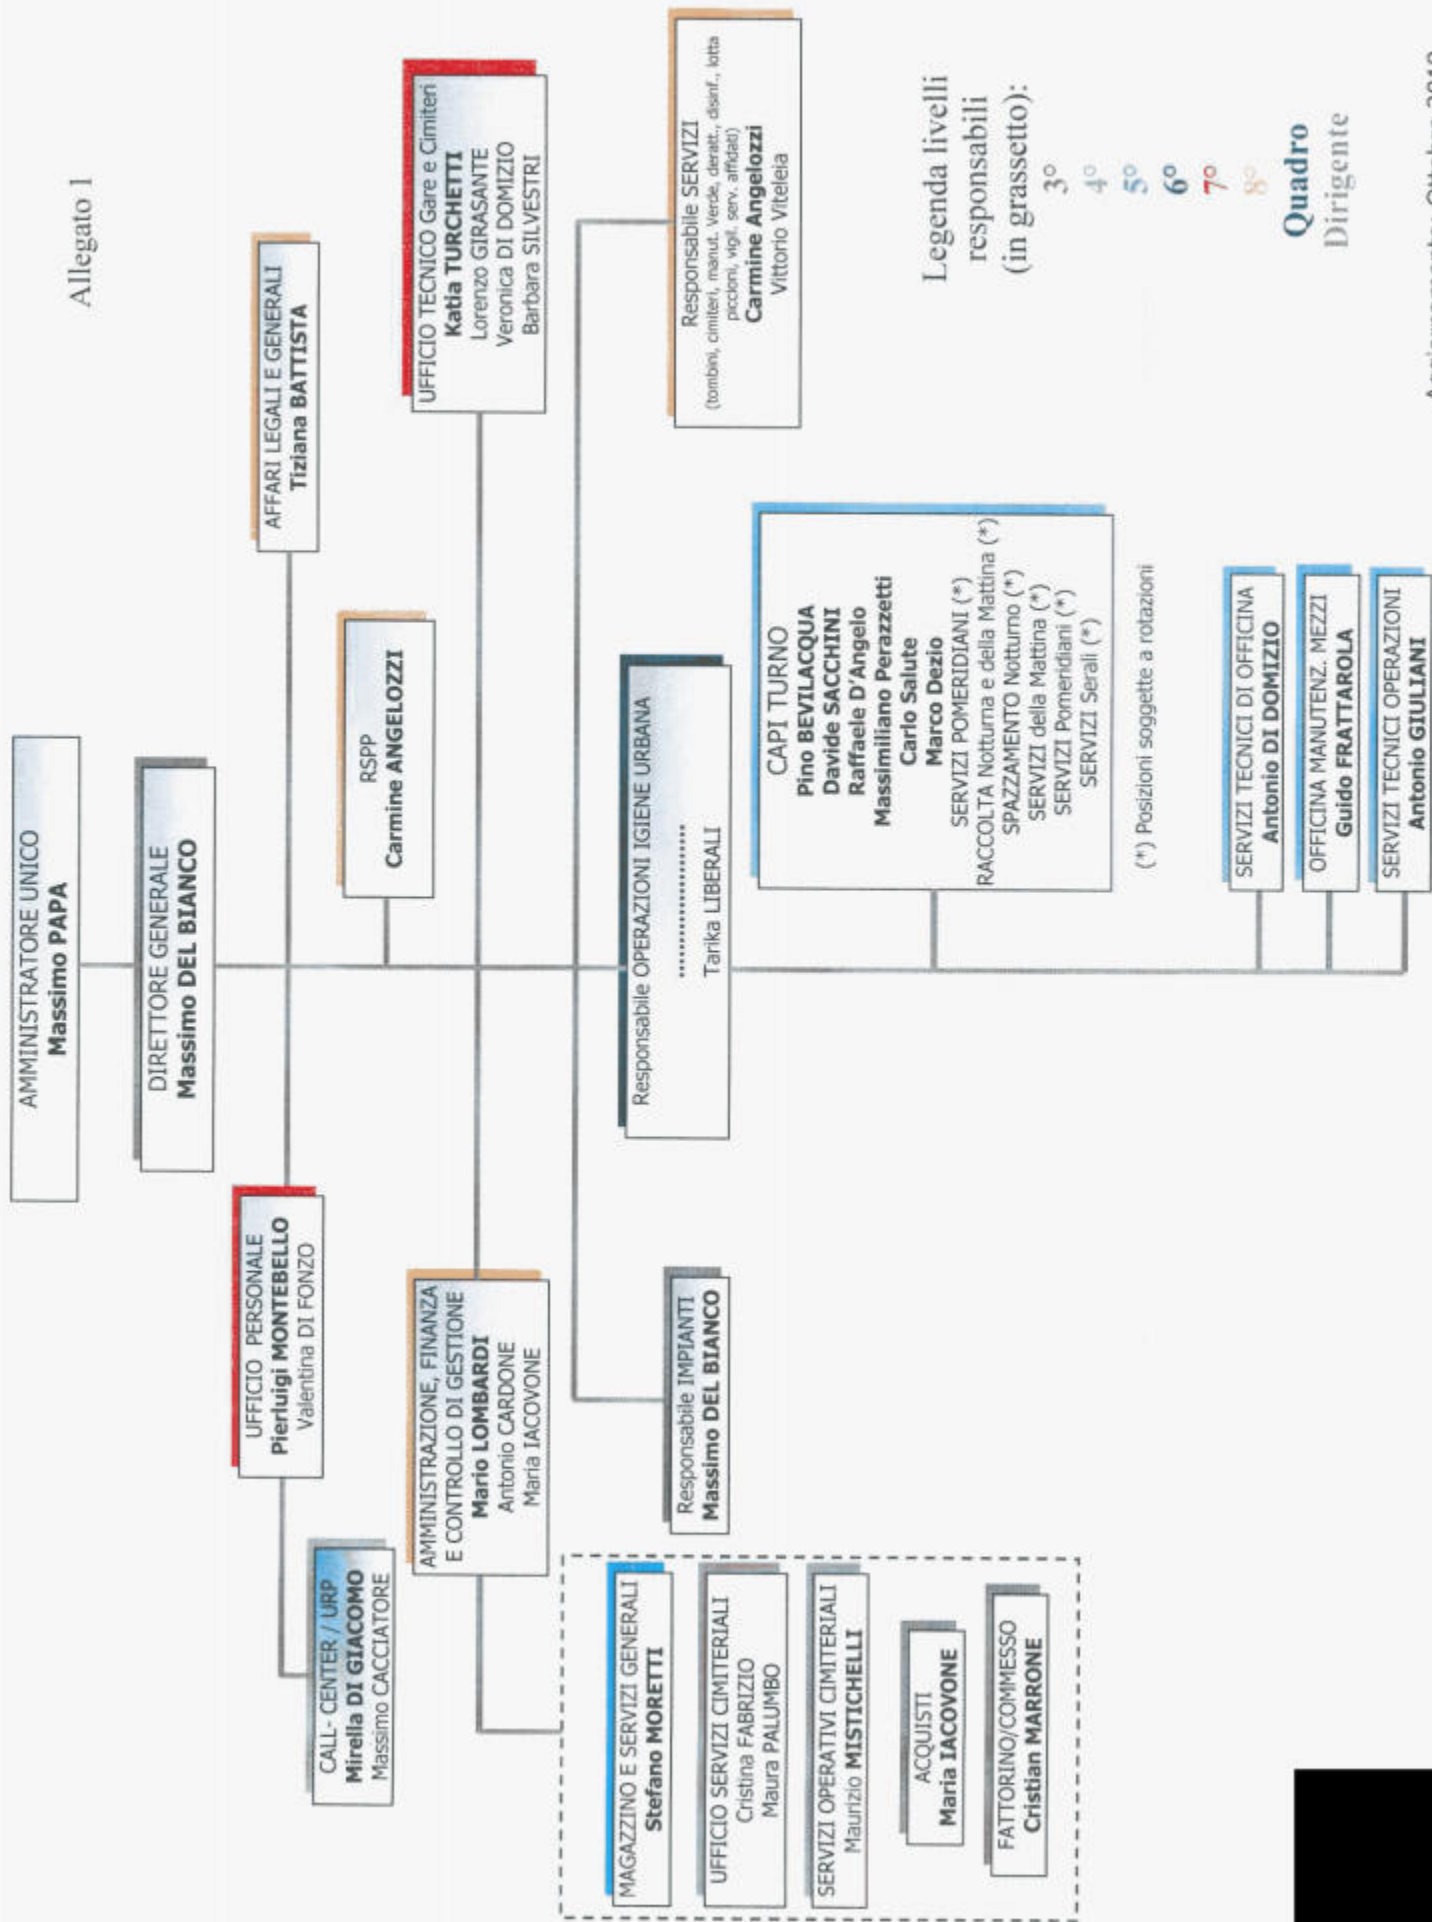 Allegato 1
AMMINISTRATORE UNICO
Massimo PAPA
DIRETTORE GENERALE
Massimo DEL BIANCO
UFFICIO PERSONALE
Pierluigi MONTEBELLO
Valentina DI FONZO
AFFARI LEGALI E GENERALI
Tiziana BATTISTA
CALL- CENTER / URP
Mirella DI GIACOMO
Massimo CACCIATORE
RSPP
Carmine ANGELOZZI
AMMINISTRAZIONE, FINANZA
E CONTROLLO DI GESTIONE
Mario LOMBARDI
Antonio CARDONE
Maria IACOVONE
UFFICIO TECNICO Gare e Cimiteri
Katia TURCHETTI
Lorenzo GIRASANTE
Veronica DI DOMIZIO
Barbara SILVESTRI
MAGAZZINO E SERVIZI GENERALI
Stefano MORETTI
UFFICIO SERVIZI CIMITERIALI
Cristina FABRIZIO
Maura PALUMBO
SERVIZI OPERATIVI CIMITERIALI
Maurizio MISTICHELLI
ACQUISTI
Maria IACOVONE
FATTORINO/COMMESSO
Cristian MARRONE
Responsabile IMPIANTI
Massimo DEL BIANCO
Responsabile OPERAZIONI IGIENE URBANA
................................
Tarika LIBERALI
Responsabile SERVIZI
(tombini, cimiteri, manut. Verde, deratt., disinf., lotta
piccioni, vigil. serv. affidati)
Carmine Angelozzi
Vittorio Viteleia
CAPI TURNO
Pino BEVILACQUA
Davide SACCHINI
Raffaele D'Angelo
Massimiliano Perazzetti
Carlo Salute
Marco Dezio
SERVIZI POMERIDIANI (*)
RACCOLTA Notturna e della Mattina (*)
SPAZZAMENTO Notturno (*)
SERVIZI della Mattina (*)
SERVIZI Pomeridiani (*)
SERVIZI Serali (*)
(*) Posizioni soggette a rotazioni
SERVIZI TECNICI DI OFFICINA
Antonio DI DOMIZIO
OFFICINA MANUTENZ. MEZZI
Guido FRATTAROLA
SERVIZI TECNICI OPERAZIONI
Antonio GIULIANI
Legenda livelli
responsabili
(in grassetto):
3°
4°
5°
6°
7°
8°
Quadro
Dirigente